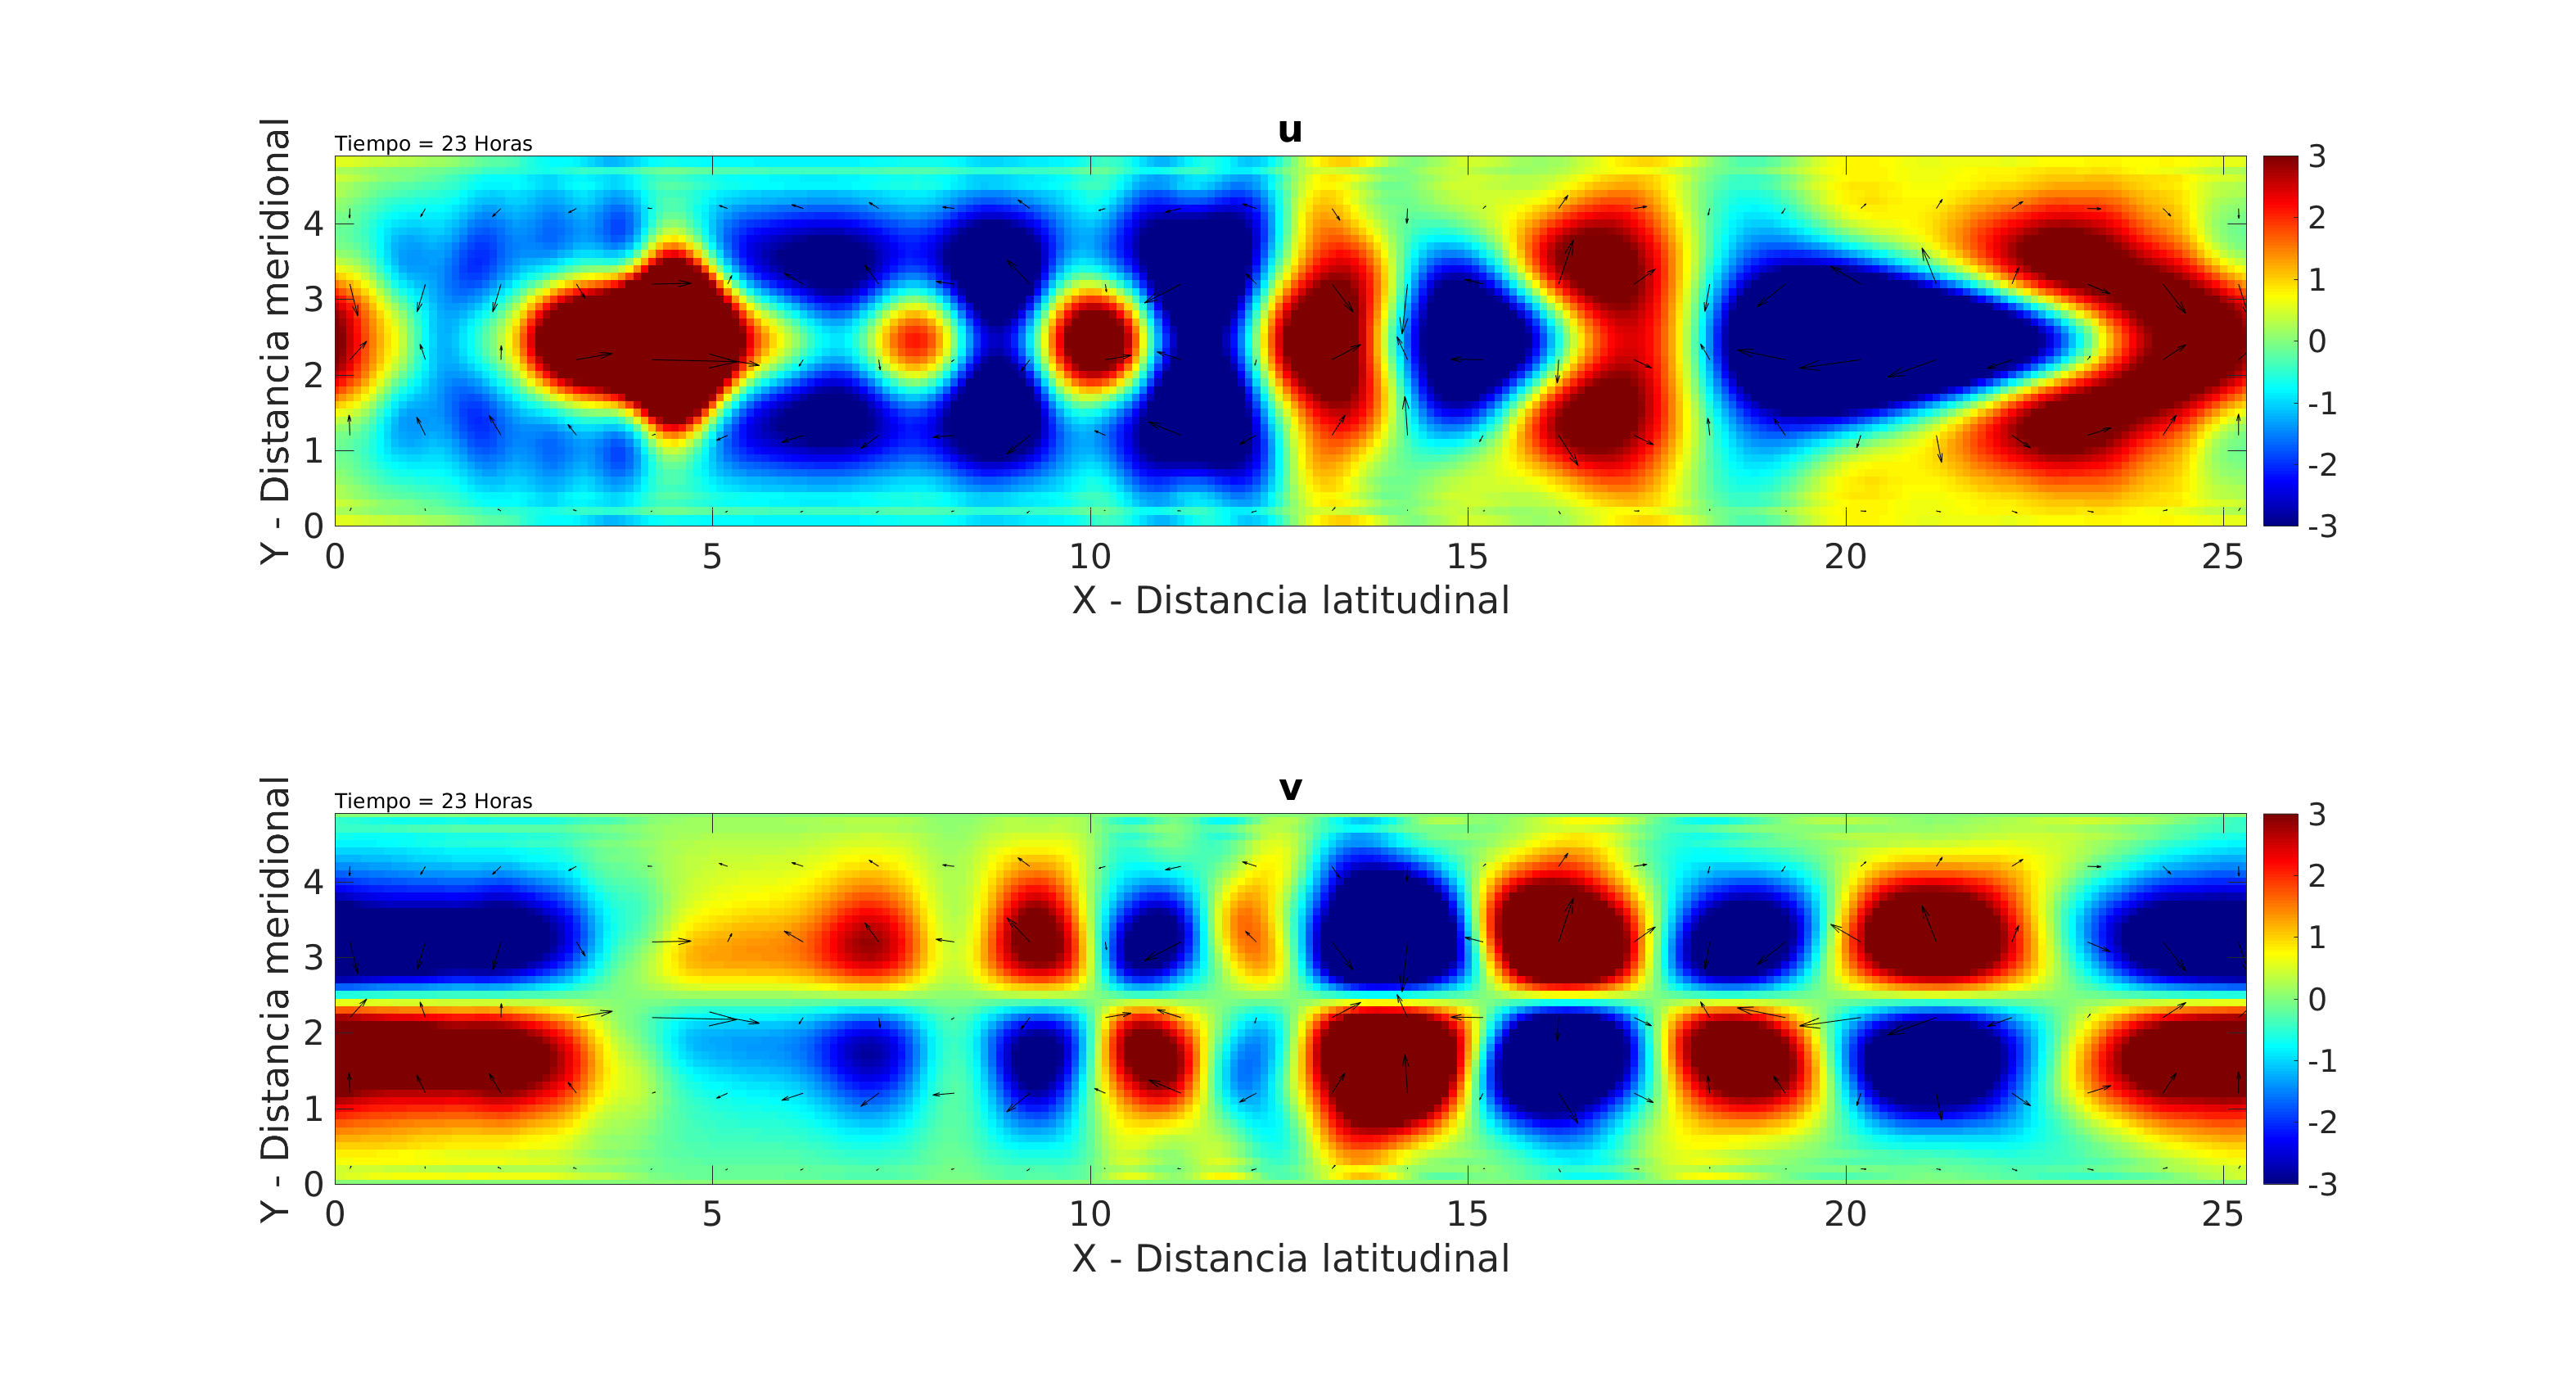 u
Tiempo = 23 Horas
Y - Distancia meridional
4
3
2
1
0
0 5 10 15 20 25
X - Distancia latitudinal
3
2
1
0
-1
-2
-3
v
Tiempo = 23 Horas
Y - Distancia meridional
4
3
2
1
0
0 5 10 15 20 25
X - Distancia latitudinal
3
2
1
0
-1
-2
-3